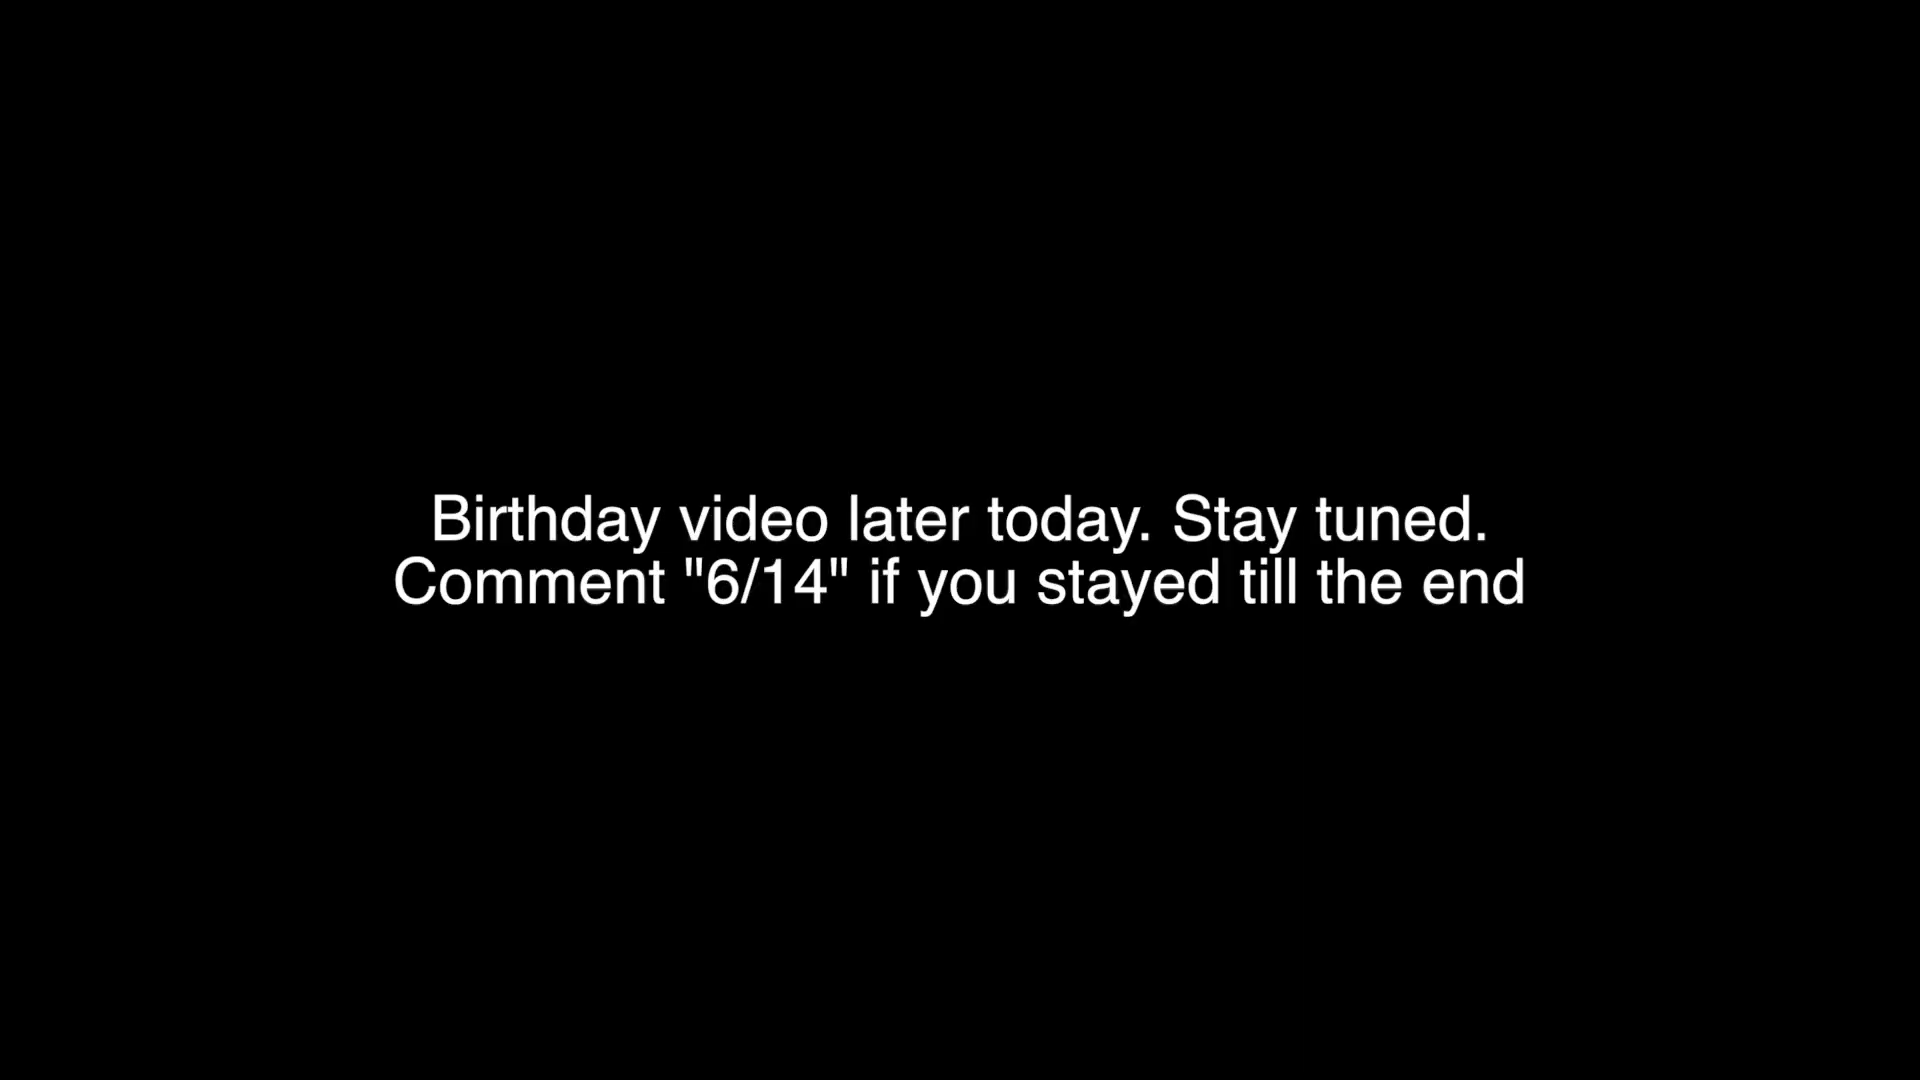 Birthday video later today. Stay tuned.
Comment "6/14" if you stayed till the end